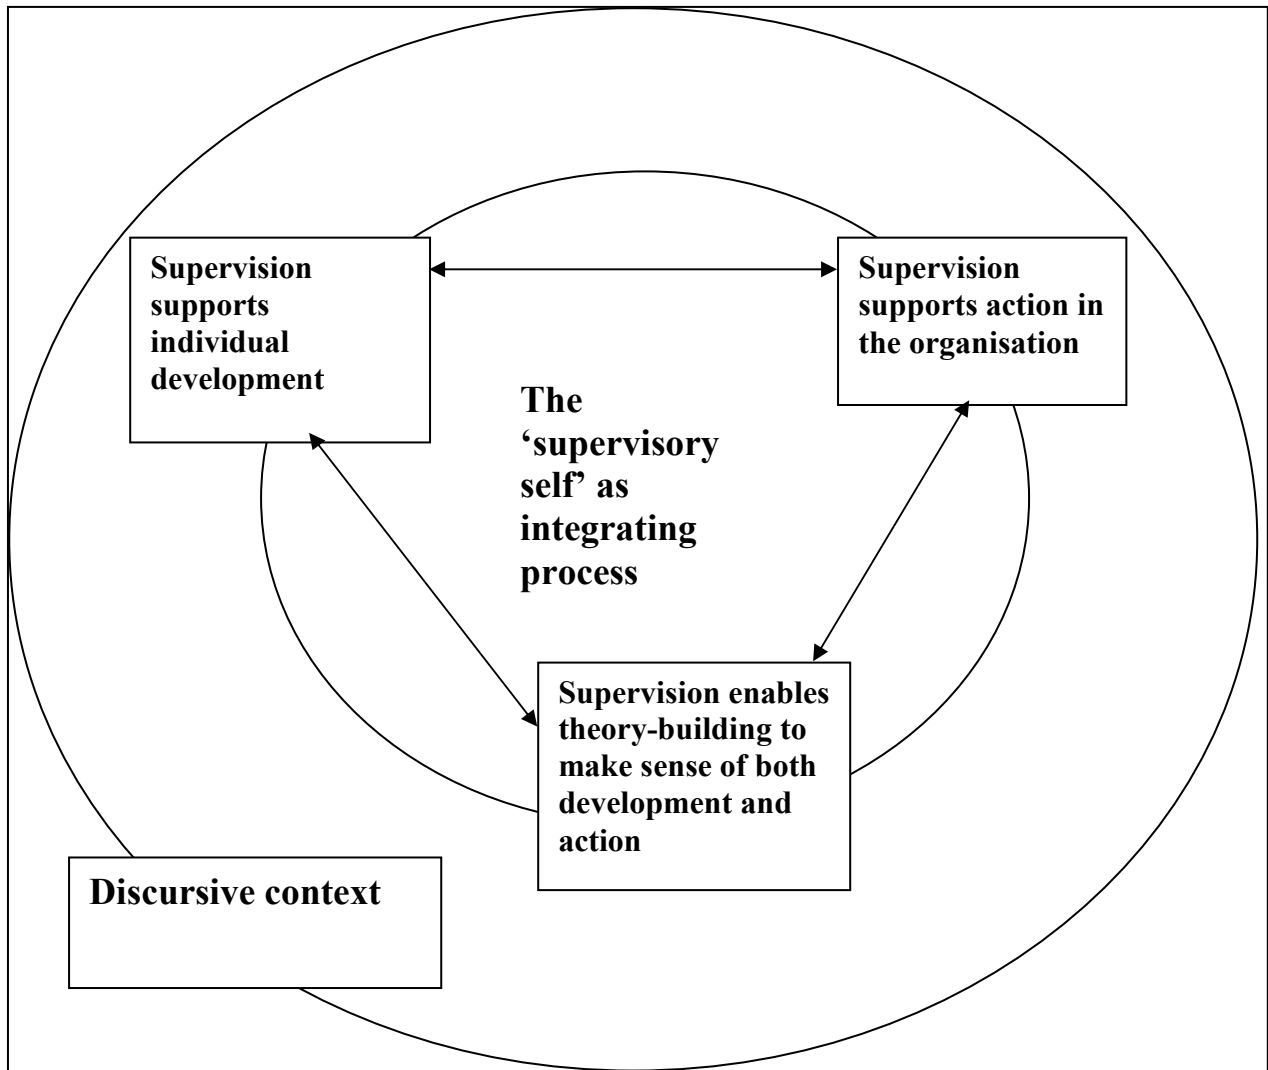 Supervision
supports
individual
development
Supervision
supports action in
the organisation
The
‘supervisory
self’ as
integrating
process
Supervision enables
theory-building to
make sense of both
development and
action
Discursive context